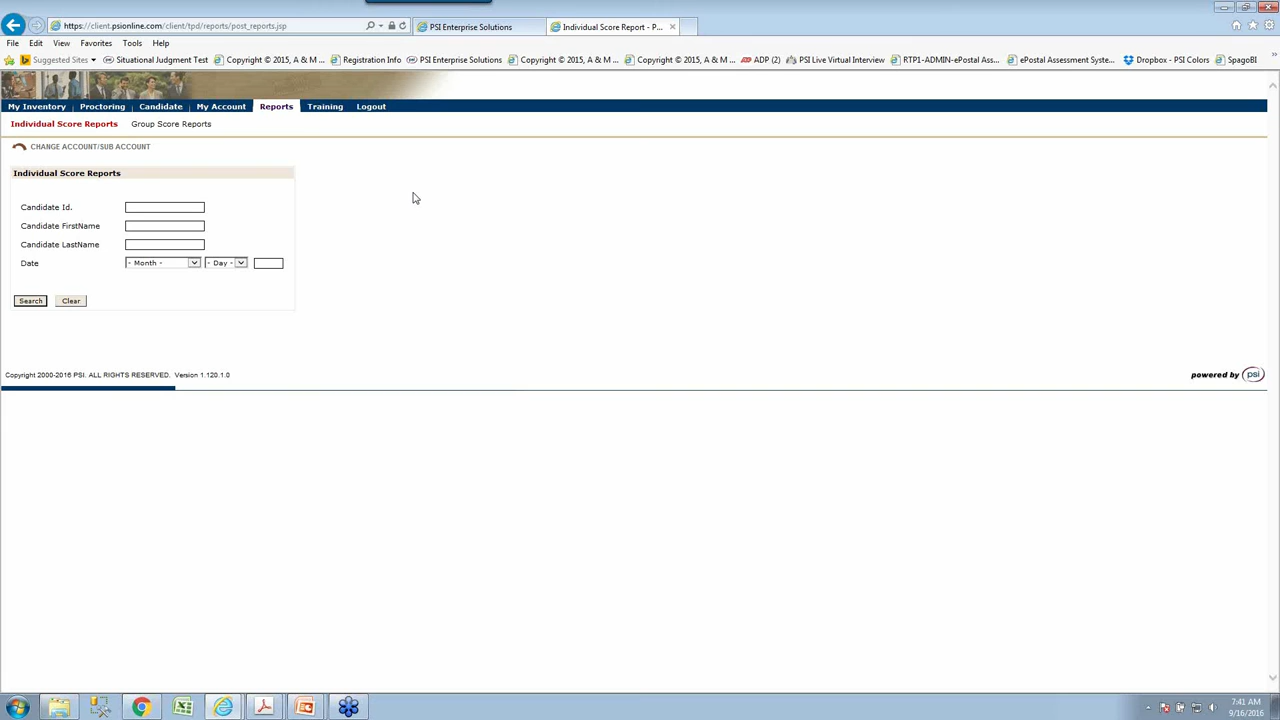 https://client.psionline.com/client/tpd/reports/post_reports.jsp
PSI Enterprise Solutions
Individual Score Report - P...
File Edit View Favorites Tools Help
Suggested Sites Situational Judgment Test Copyright © 2015, A & M ... Registration Info PSI Enterprise Solutions Copyright © 2015, A & M ... Copyright © 2015, A & M ... ADP (2) PSI Live Virtual Interview RTP1-ADMIN-ePostal Ass... ePostal Assessment Syste... Dropbox - PSI Colors SpagoBI
My Inventory Proctoring Candidate My Account Reports Training Logout
Individual Score Reports Group Score Reports
CHANGE ACCOUNT/SUB ACCOUNT
Individual Score Reports
Candidate Id.
Candidate FirstName
Candidate LastName
Date - Month - - Day -
Search Clear
Copyright 2000-2016 PSI. ALL RIGHTS RESERVED. Version 1.120.1.0
powered by psi
7:41 AM
9/16/2016